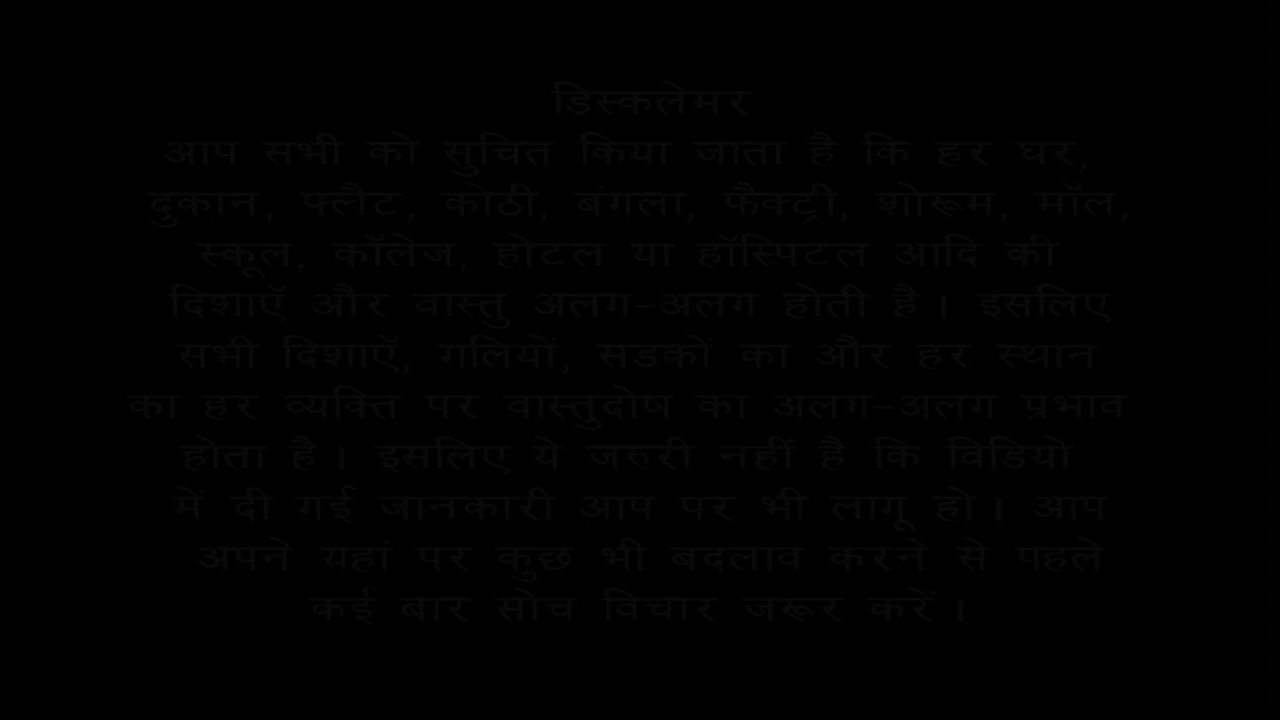 डिस्कलेमर
आप सभी को सुचित किया जाता है कि हर घर,
दुकान, फ्लैट, कोठी, बंगला, फैक्ट्री, शोरूम, मॉल,
स्कूल, कॉलेज, होटल या हॉस्पिटल आदि की
दिशाएँ और वास्तु अलग-अलग होती है। इसलिए
सभी दिशाएँ, गलियों, सडकों का और हर स्थान
का हर व्यक्ति पर वास्तुदोष का अलग-अलग प्रभाव
होता है। इसलिए ये जरुरी नहीं है कि विडियो
में दी गई जानकारी आप पर भी लागू हो। आप
अपने यहां पर कुछ भी बदलाव करने से पहले
कई बार सोच विचार जरूर करें।